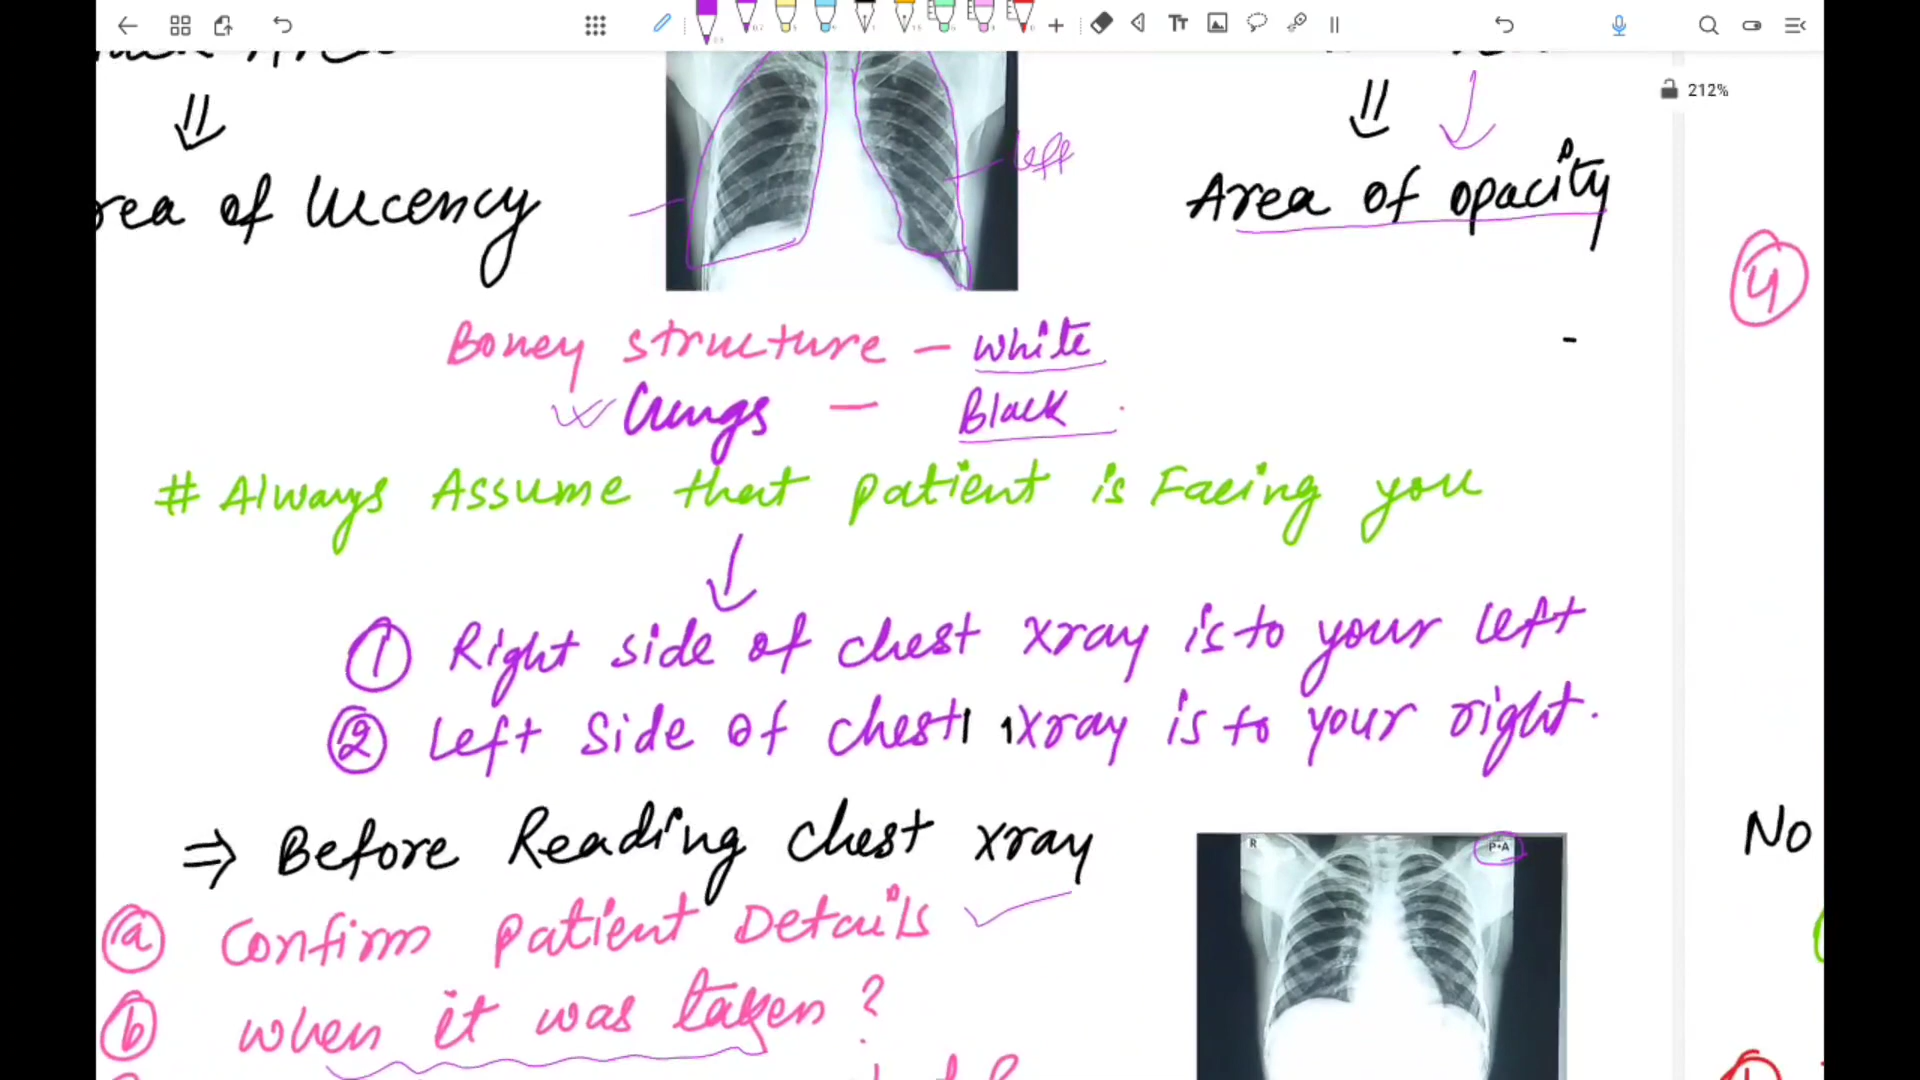 212%
left
Area of lucency
Area of opacity
4
Boney structure - white
Lungs - Black
# Always Assume that patient is Facing you
① Right side of chest xray is to your left
② Left side of chest xray is to your right.
⇒ Before Reading chest xray
R
P-A
No
ⓐ Confirm patient Details
ⓑ when it was taken?